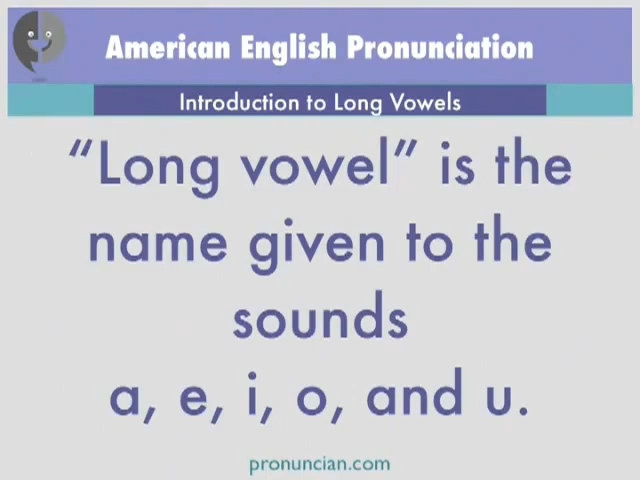 American English Pronunciation
Introduction to Long Vowels
“Long vowel” is the
name given to the
sounds
a, e, i, o, and u.
pronuncian.com